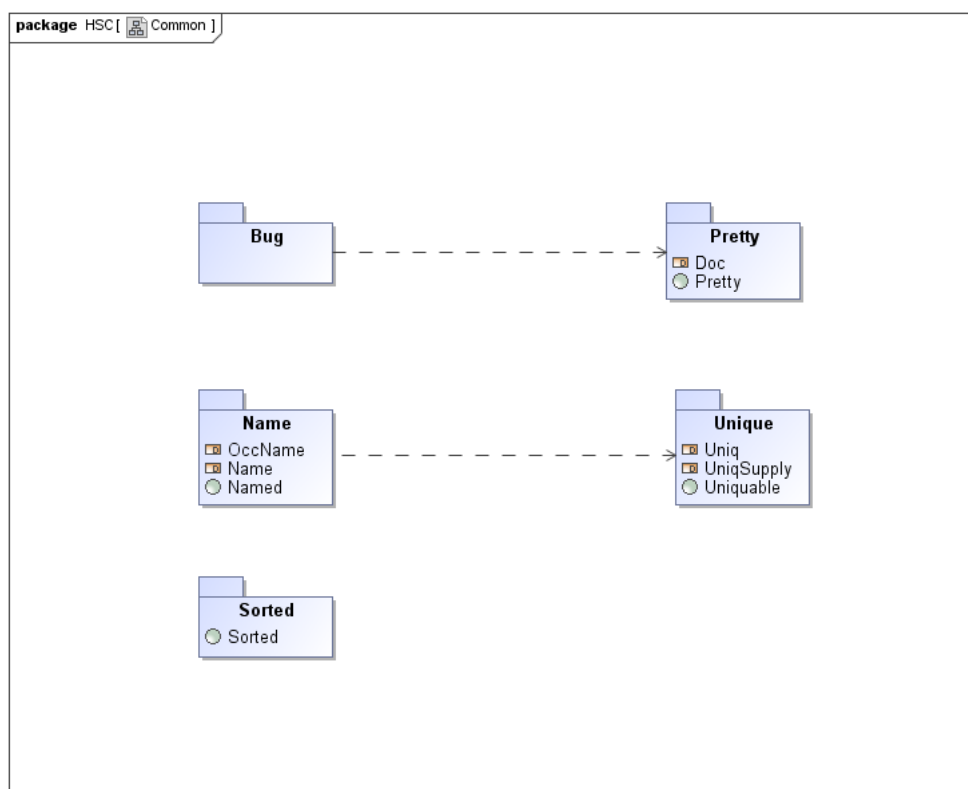 package HSC [ Common ]
Bug
Pretty
Doc
Pretty
Name
OccName
Name
Named
Unique
Uniq
UniqSupply
Uniquable
Sorted
Sorted